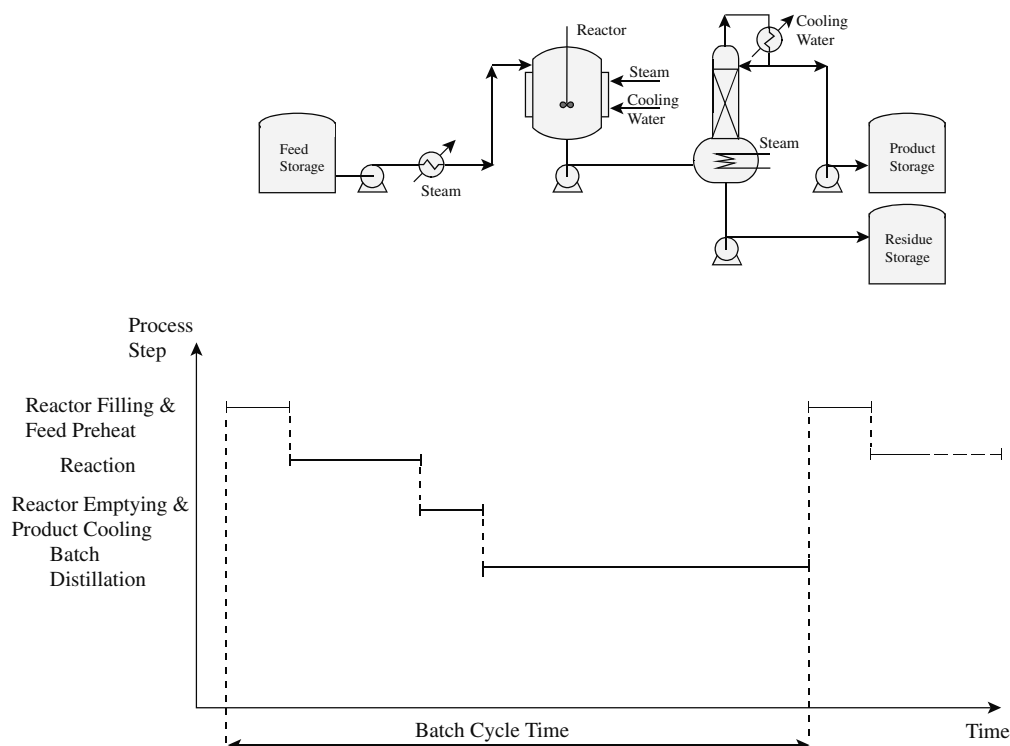 Reactor
Cooling
Water
Steam
Cooling
Water
Feed
Storage
Steam
Steam
Product
Storage
Residue
Storage
Process
Step
Reactor Filling &
Feed Preheat
Reaction
Reactor Emptying &
Product Cooling
Batch
Distillation
Batch Cycle Time
Time